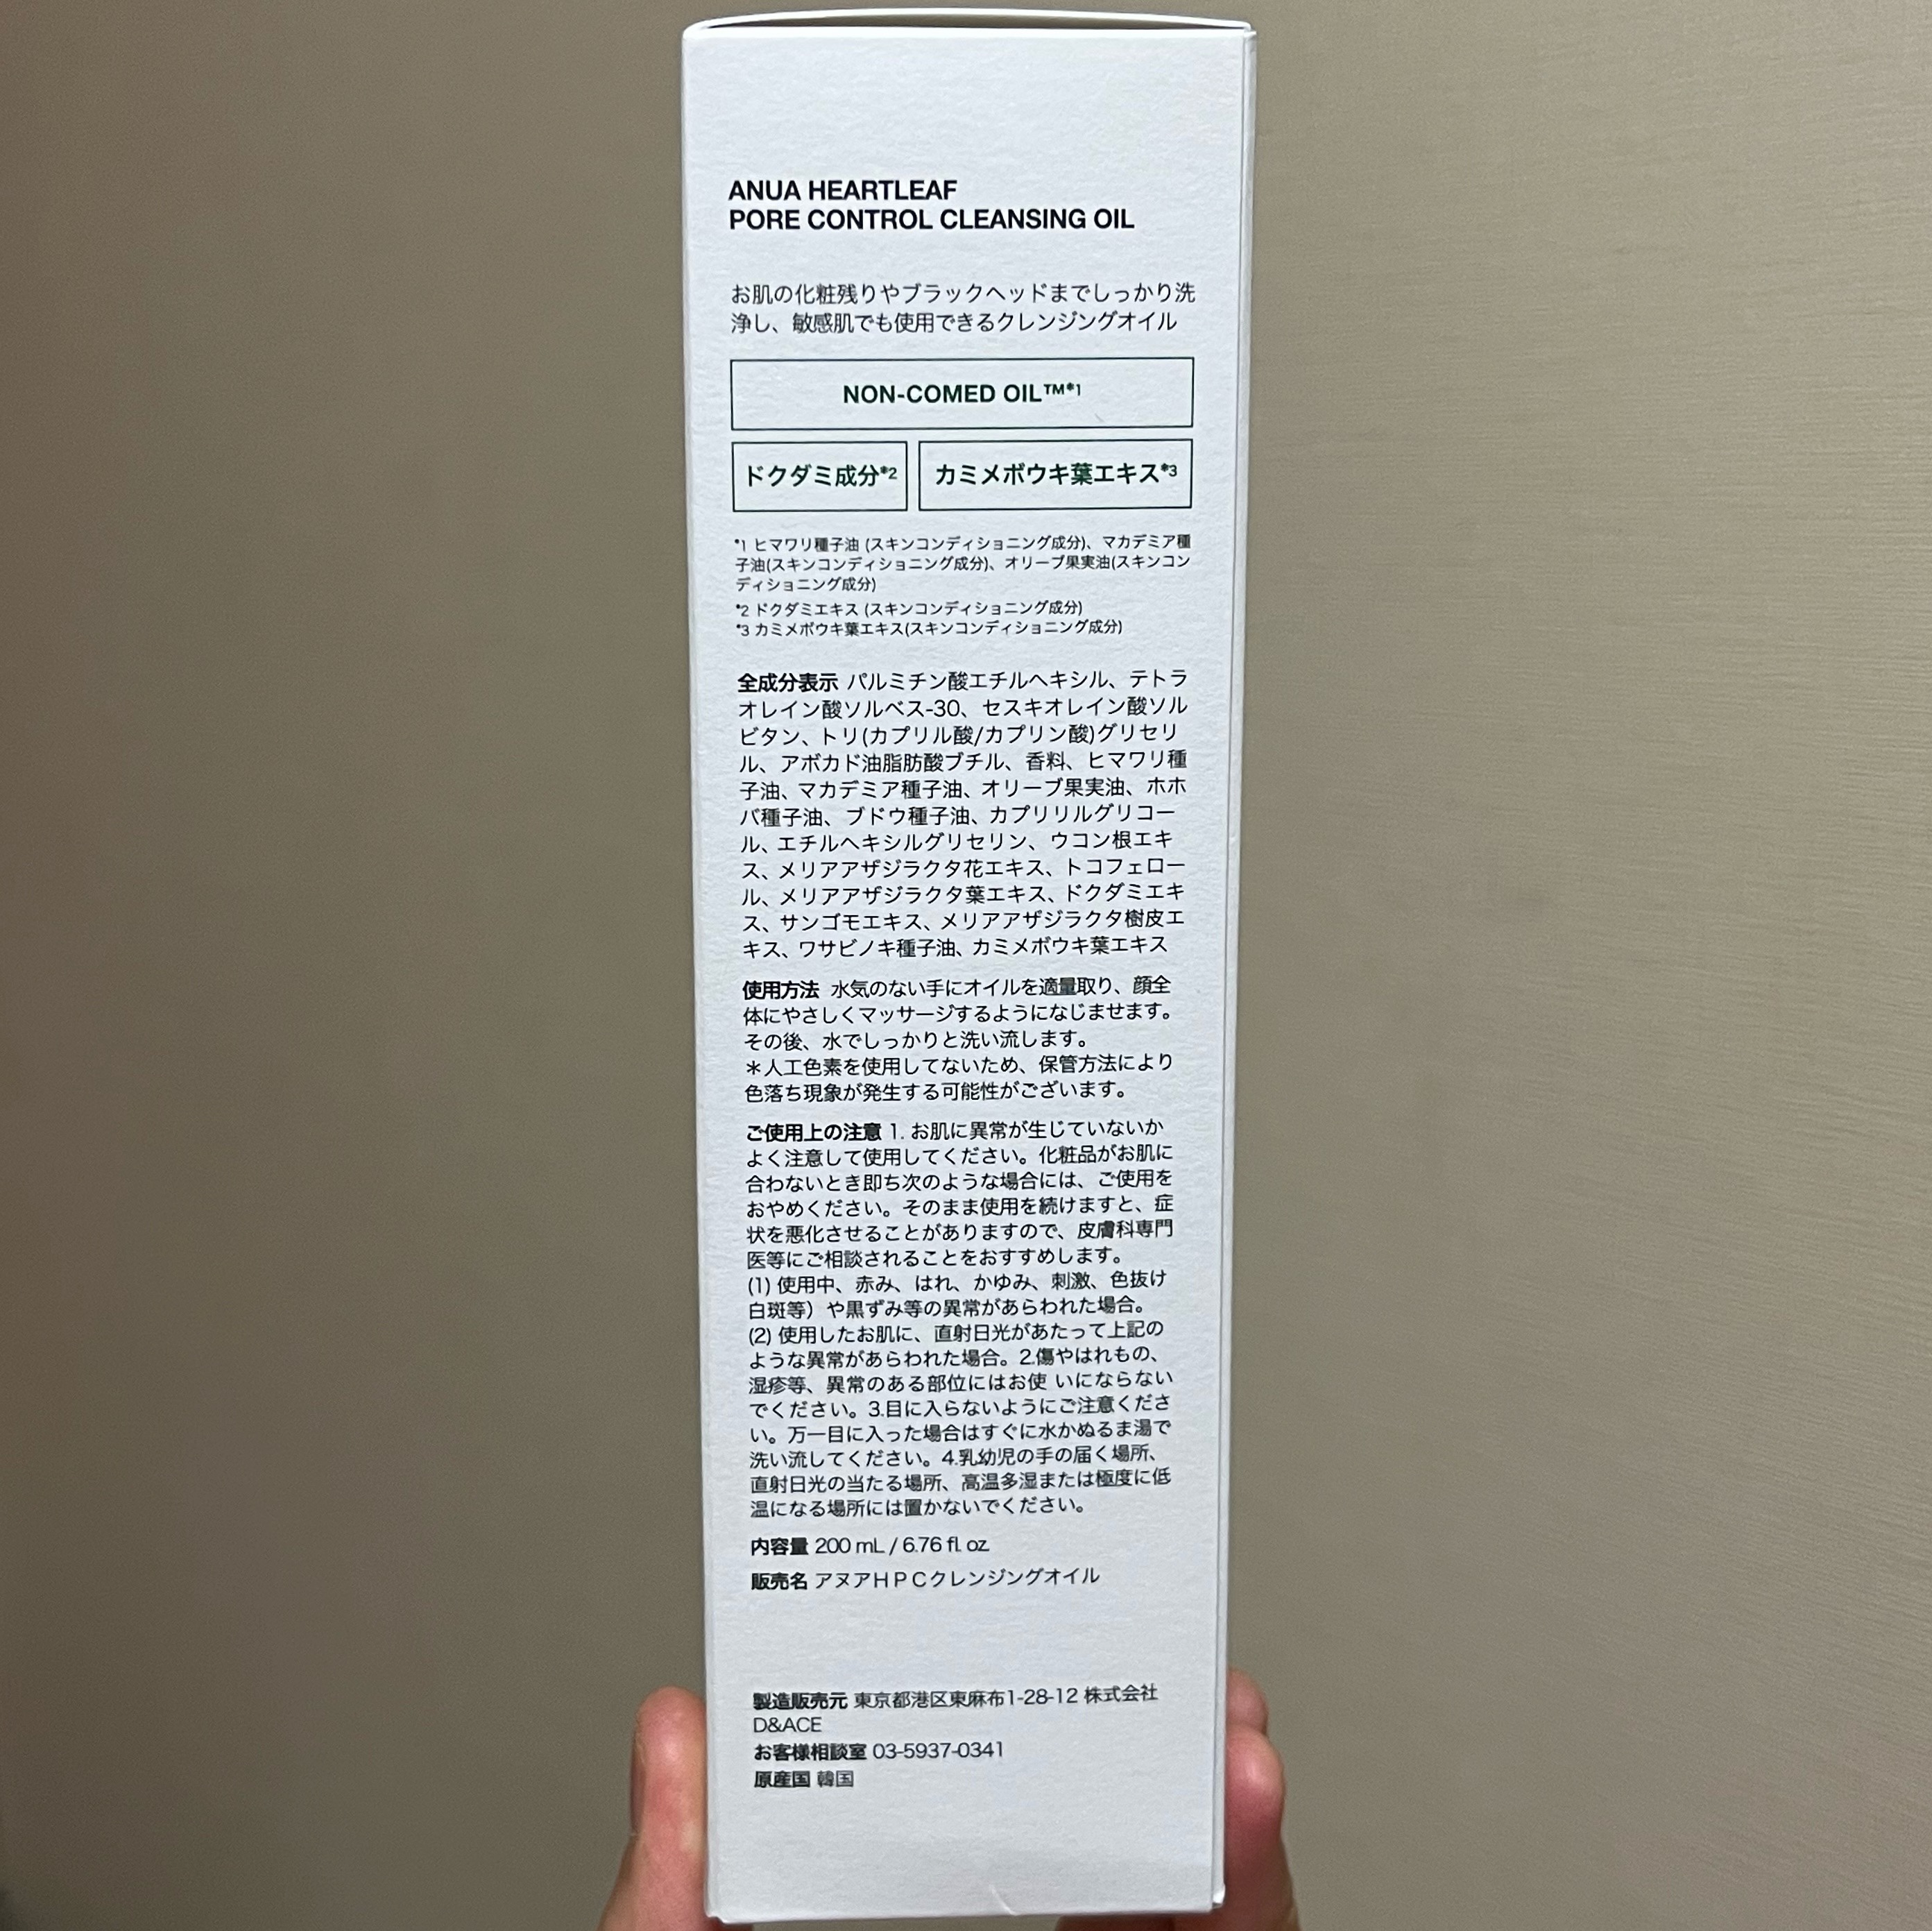 ANUA HEARTLEAF
PORE CONTROL CLEANSING OIL
お肌の化粧残りやブラックヘッドまでしっかり洗
浄し、敏感肌でも使用できるクレンジングオイル
NON-COMED OIL™*1
ドクダミ成分*2
カミメボウキ葉エキス*3
*1 ヒマワリ種子油 (スキンコンディショニング成分)、マカデミア種
子油(スキンコンディショニング成分)、オリーブ果実油(スキンコン
ディショニング成分)
*2 ドクダミエキス (スキンコンディショニング成分)
*3 カミメボウキ葉エキス(スキンコンディショニング成分)
全成分表示 パルミチン酸エチルヘキシル、テトラ
オレイン酸ソルベス-30、セスキオレイン酸ソル
ビタン、トリ(カプリル酸/カプリン酸)グリセリ
ル、アボカド油脂肪酸ブチル、香料、ヒマワリ種
子油、マカデミア種子油、オリーブ果実油、ホホ
バ種子油、ブドウ種子油、カプリリルグリコー
ル、エチルヘキシルグリセリン、ウコン根エキ
ス、メリアアザジラクタ花エキス、トコフェロー
ル、メリアアザジラクタ葉エキス、ドクダミエキ
ス、サンゴモエキス、メリアアザジラクタ樹皮エ
キス、ワサビノキ種子油、カミメボウキ葉エキス
使用方法 水気のない手にオイルを適量取り、顔全
体にやさしくマッサージするようになじませます。
その後、水でしっかりと洗い流します。
＊人工色素を使用してないため、保管方法により
色落ち現象が発生する可能性がございます。
ご使用上の注意 1. お肌に異常が生じていないか
よく注意して使用してください。化粧品がお肌に
合わないとき即ち次のような場合には、ご使用を
おやめください。そのまま使用を続けますと、症
状を悪化させることがありますので、皮膚科専門
医等にご相談されることをおすすめします。
(1) 使用中、赤み、はれ、かゆみ、刺激、色抜け
白斑等）や黒ずみ等の異常があらわれた場合。
(2) 使用したお肌に、直射日光があたって上記の
ような異常があらわれた場合。2.傷やはれもの、
湿疹等、異常のある部位にはお使 いにならない
でください。3.目に入らないようにご注意くださ
い。万一目に入った場合はすぐに水かぬるま湯で
洗い流してください。4.乳幼児の手の届く場所、
直射日光の当たる場所、高温多湿または極度に低
温になる場所には置かないでください。
内容量 200 mL / 6.76 fl. oz.
販売名 アヌアＨＰＣクレンジングオイル
製造販売元 東京都港区東麻布1-28-12 株式会社
D&ACE
お客様相談室 03-5937-0341
原産国 韓国